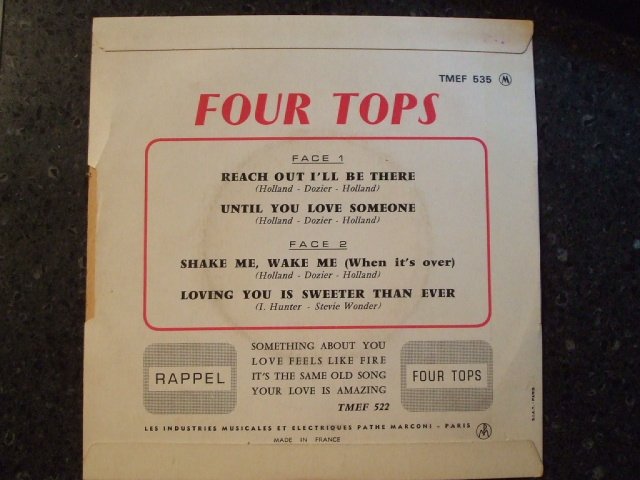 TMEF 535 M
FOUR TOPS
FACE 1
REACH OUT I'LL BE THERE
(Holland - Dozier - Holland)
UNTIL YOU LOVE SOMEONE
(Holland - Dozier - Holland)
FACE 2
SHAKE ME, WAKE ME (When it's over)
(Holland - Dozier - Holland)
LOVING YOU IS SWEETER THAN EVER
(I. Hunter - Stevie Wonder)
RAPPEL
SOMETHING ABOUT YOU
LOVE FEELS LIKE FIRE
IT'S THE SAME OLD SONG
YOUR LOVE IS AMAZING
TMEF 522
FOUR TOPS
LES INDUSTRIES MUSICALES ET ELECTRIQUES PATHE MARCONI - PARIS
MADE IN FRANCE